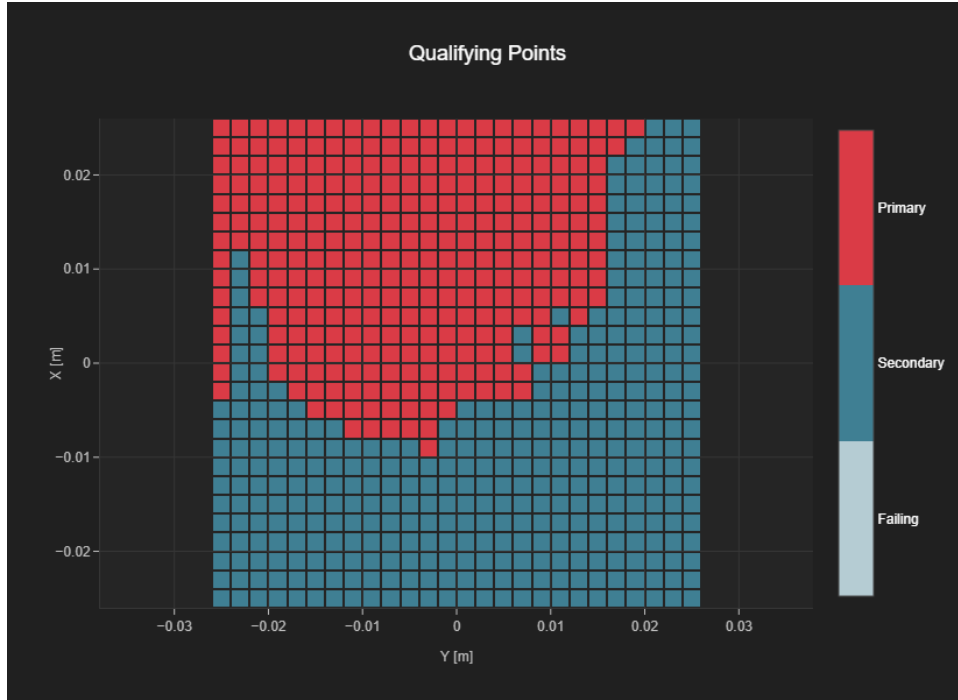 Qualifying Points
0.02
0.01
0
−0.01
−0.02
X [m]
−0.03
−0.02
−0.01
0
0.01
0.02
0.03
Y [m]
Primary
Secondary
Failing